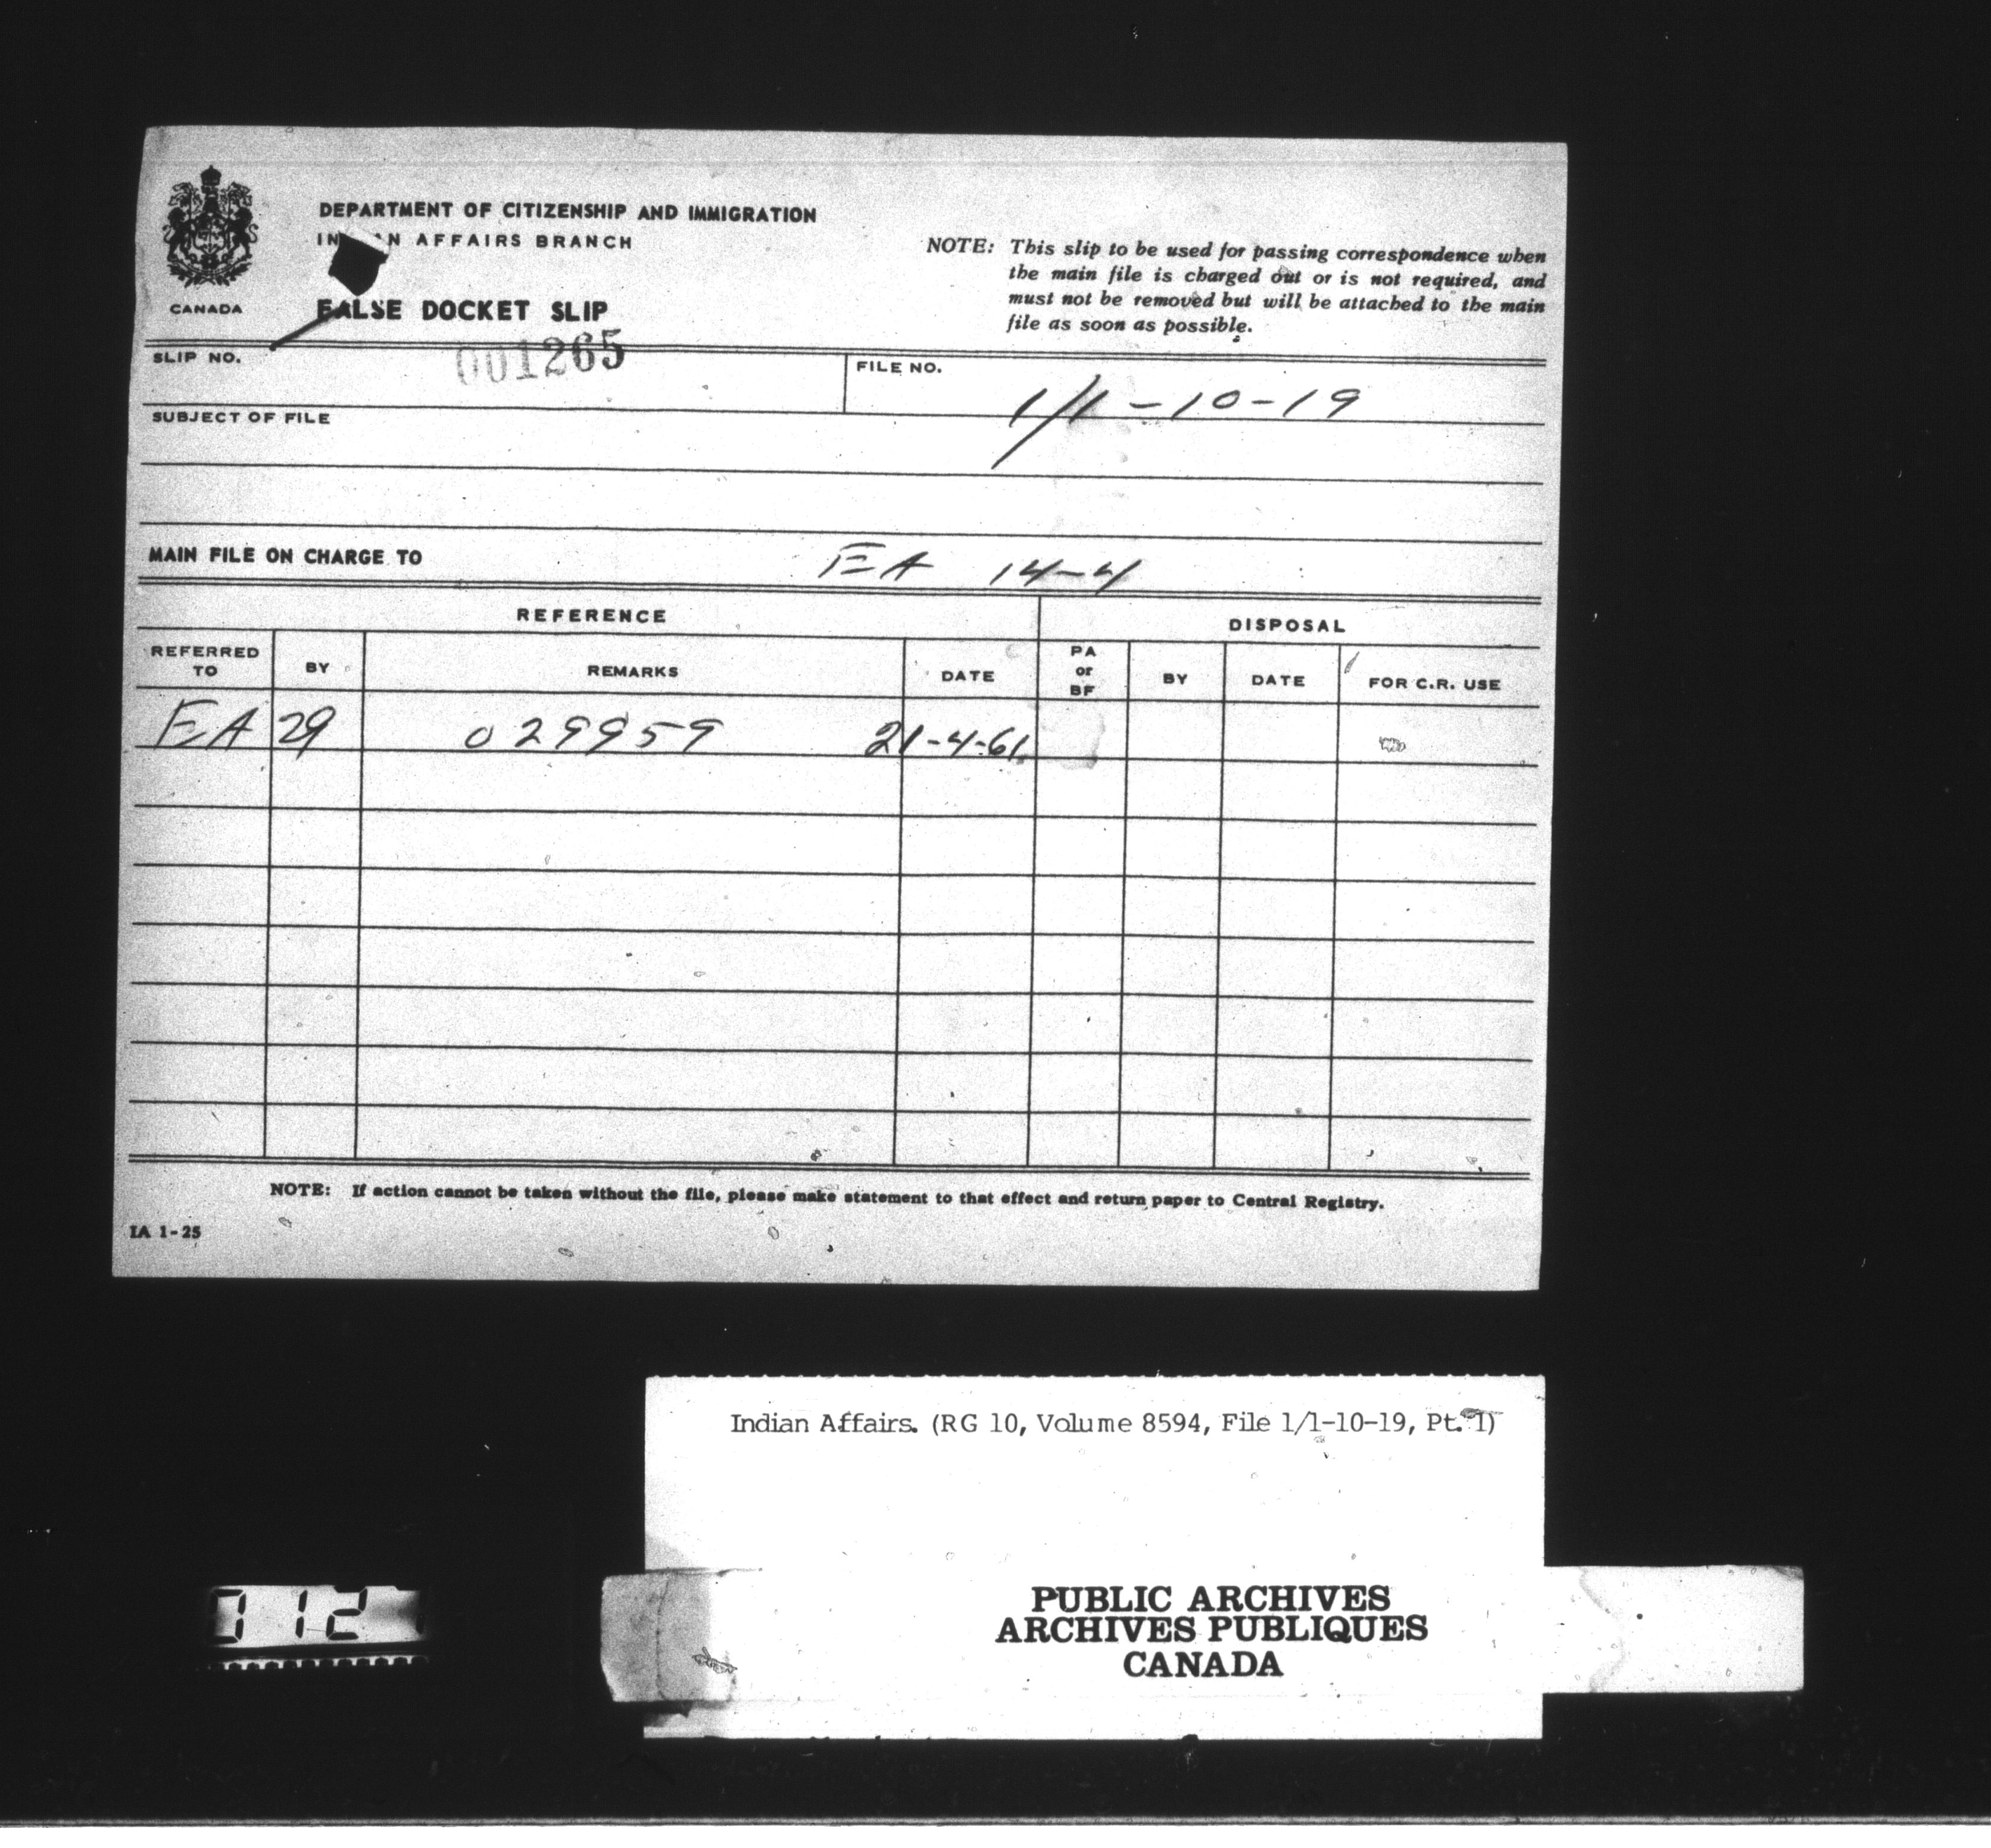 DEPARTMENT OF CITIZENSHIP AND IMMIGRATION
AFFAIRS BRANCH
CANADA
FALSE DOCKET SLIP
NOTE: This slip to be used for passing correspondence when
the main file is charged out or is not required, and
must not be removed but will be attached to the main
file as soon as possible.
SLIP NO. 001265
FILE NO. 1/1-10-19
SUBJECT OF FILE
MAIN FILE ON CHARGE TO EA 14-4
REFERENCE DISPOSAL
REFERRED TO BY REMARKS DATE PA or BF BY DATE FOR C.R. USE
EA 29 029959 21-4-61
NOTE: If action cannot be taken without the file, please make statement to that effect and return paper to Central Registry.
IA 1-25
Indian Affairs. (RG 10, Volume 8594, File 1/1-10-19, Pt. 1)
PUBLIC ARCHIVES
ARCHIVES PUBLIQUES
CANADA